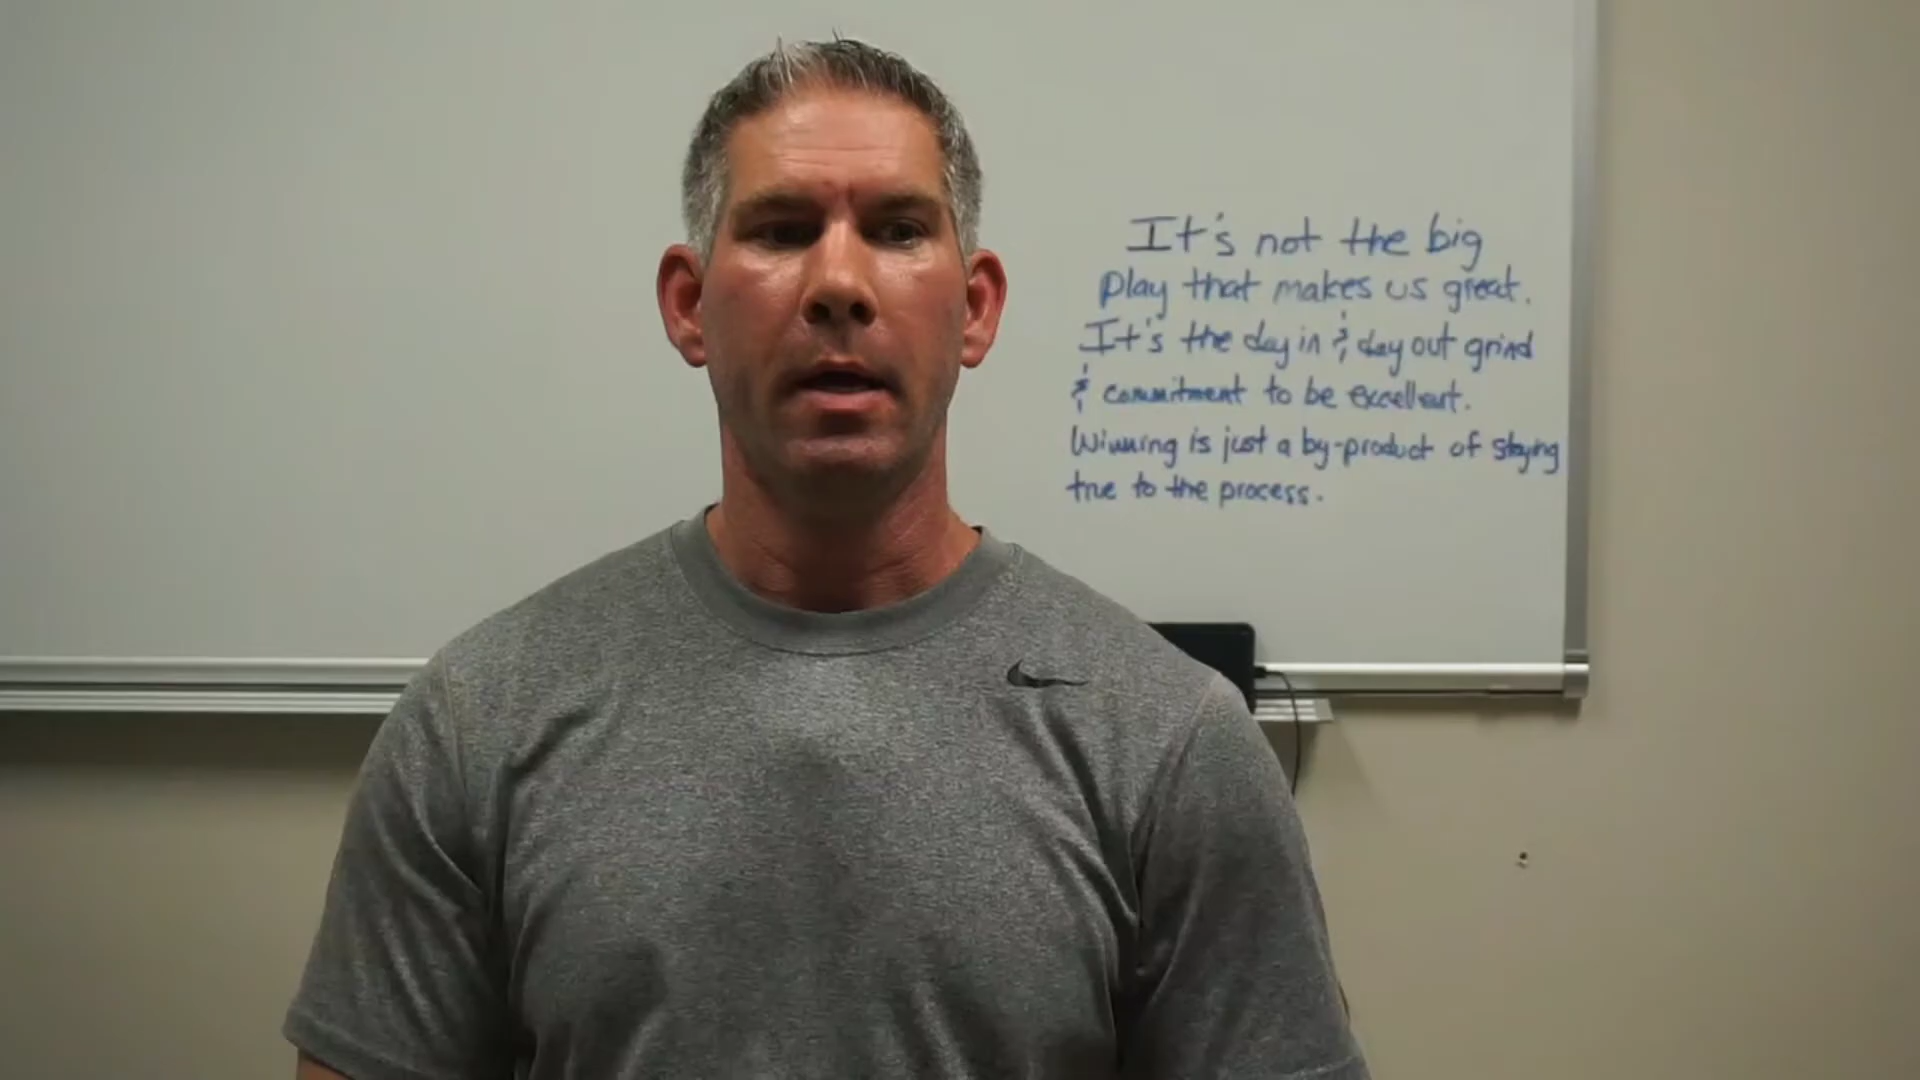 It's not the big
play that makes us great.
It's the day in & day out grind
& commitment to be excellent.
Winning is just a by-product of staying
true to the process.